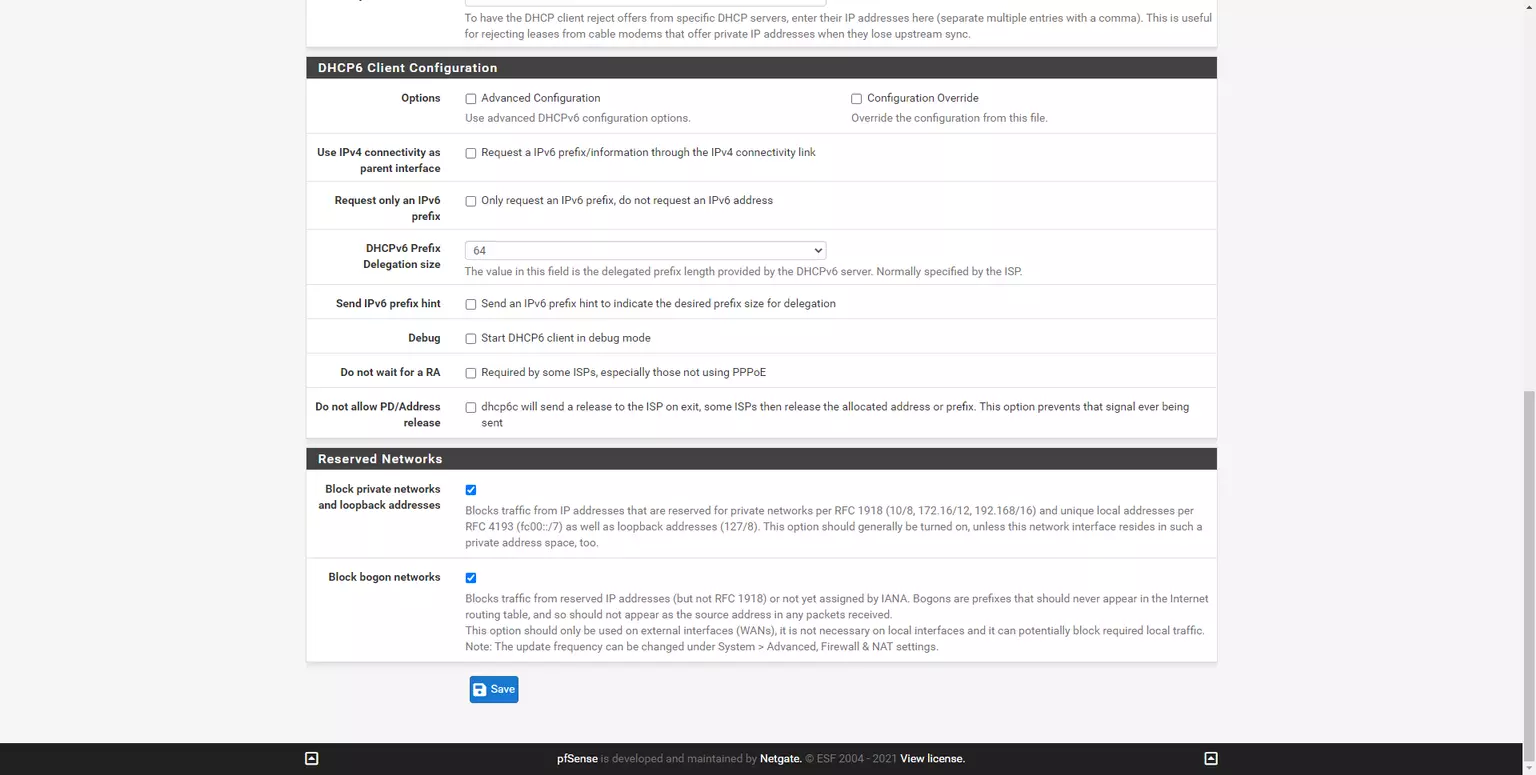 To have the DHCP client reject offers from specific DHCP servers, enter their IP addresses here (separate multiple entries with a comma). This is useful
for rejecting leases from cable modems that offer private IP addresses when they lose upstream sync.
DHCP6 Client Configuration
Options
Advanced Configuration
Use advanced DHCPv6 configuration options.
Configuration Override
Override the configuration from this file.
Use IPv4 connectivity as
parent interface
Request a IPv6 prefix/information through the IPv4 connectivity link
Request only an IPv6
prefix
Only request an IPv6 prefix, do not request an IPv6 address
DHCPv6 Prefix
Delegation size
64
The value in this field is the delegated prefix length provided by the DHCPv6 server. Normally specified by the ISP.
Send IPv6 prefix hint
Send an IPv6 prefix hint to indicate the desired prefix size for delegation
Debug
Start DHCP6 client in debug mode
Do not wait for a RA
Required by some ISPs, especially those not using PPPoE
Do not allow PD/Address
release
dhcp6c will send a release to the ISP on exit, some ISPs then release the allocated address or prefix. This option prevents that signal ever being
sent
Reserved Networks
Block private networks
and loopback addresses
Blocks traffic from IP addresses that are reserved for private networks per RFC 1918 (10/8, 172.16/12, 192.168/16) and unique local addresses per
RFC 4193 (fc00::/7) as well as loopback addresses (127/8). This option should generally be turned on, unless this network interface resides in such a
private address space, too.
Block bogon networks
Blocks traffic from reserved IP addresses (but not RFC 1918) or not yet assigned by IANA. Bogons are prefixes that should never appear in the Internet
routing table, and so should not appear as the source address in any packets received.
This option should only be used on external interfaces (WANs), it is not necessary on local interfaces and it can potentially block required local traffic.
Note: The update frequency can be changed under System > Advanced, Firewall & NAT settings.
Save
pfSense is developed and maintained by Netgate. © ESF 2004 - 2021 View license.